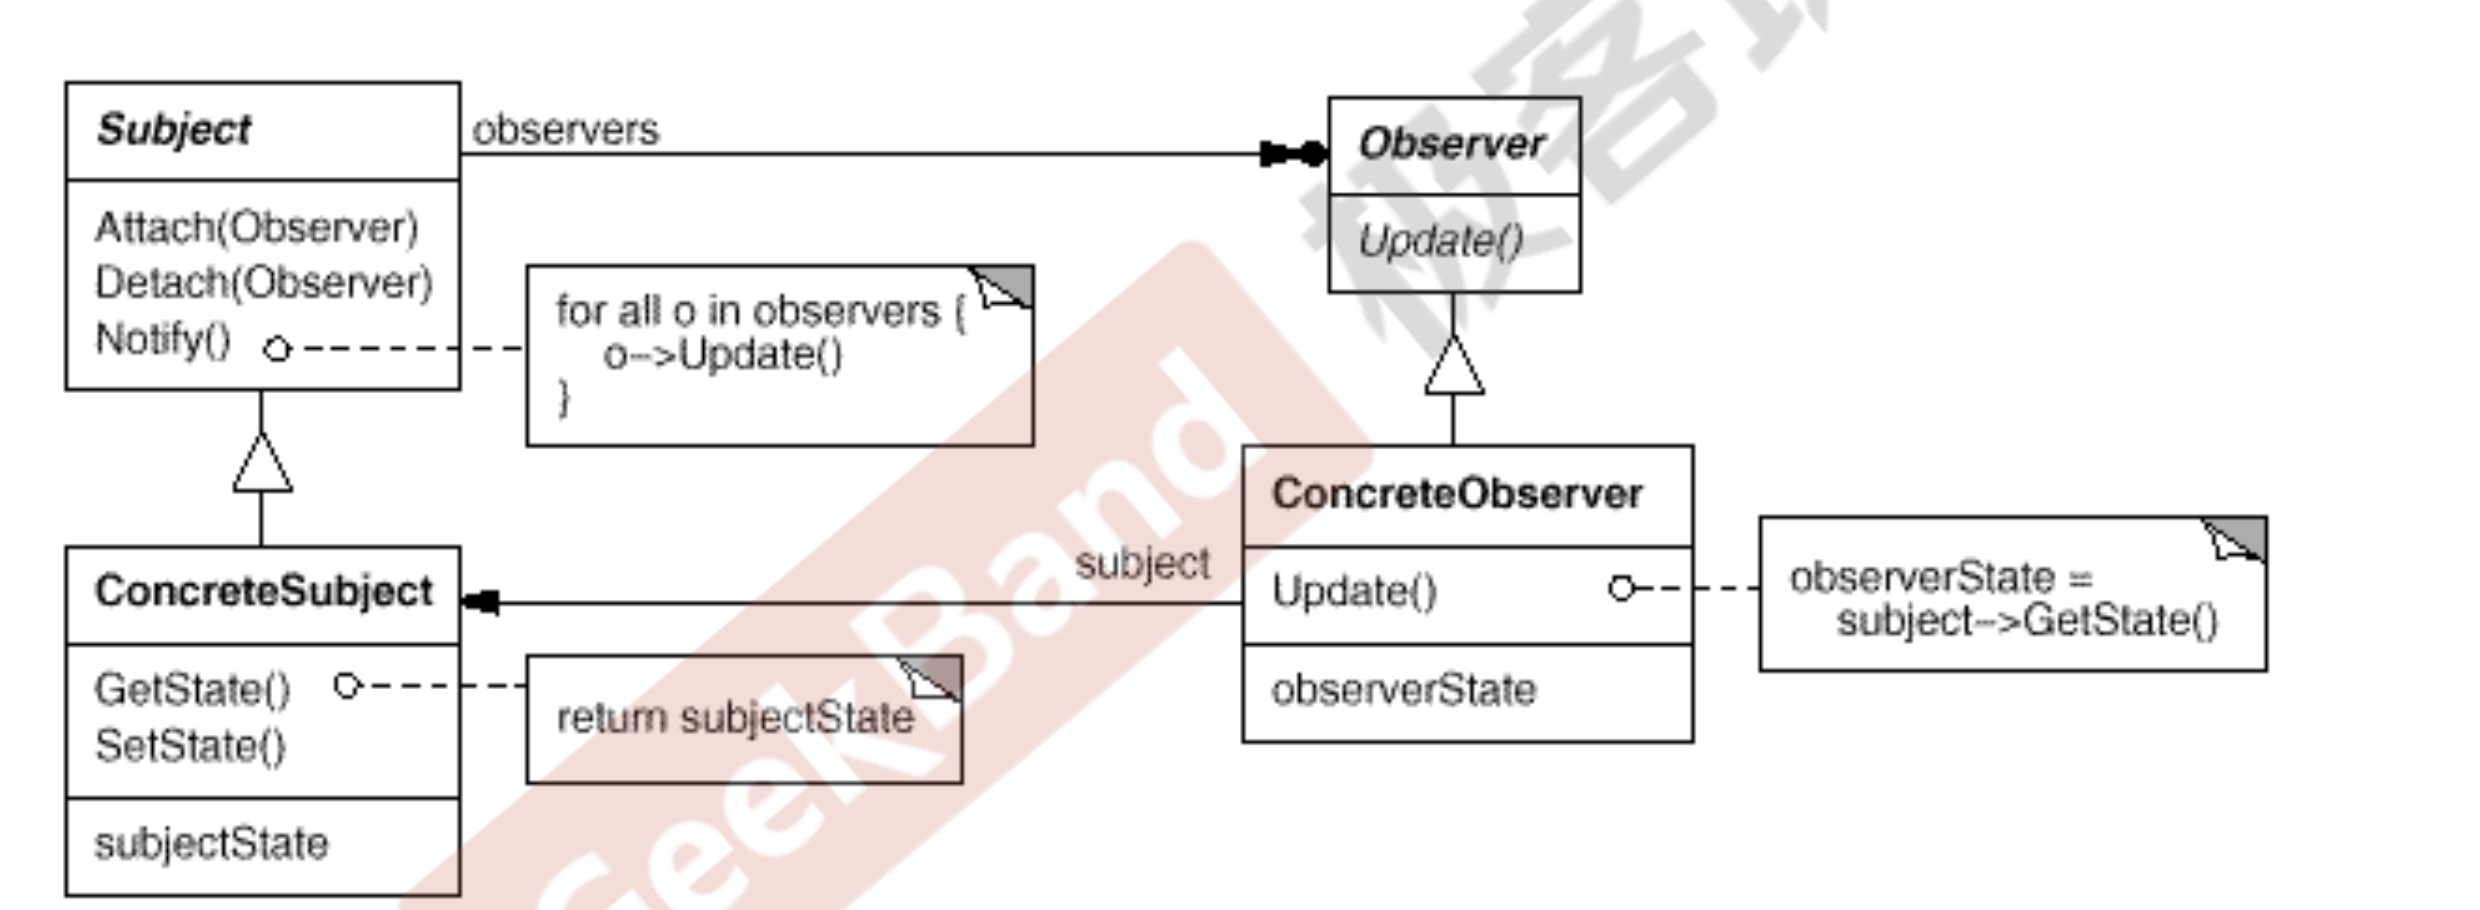 Subject
observers
Observer
Attach(Observer)
Detach(Observer)
Notify()
for all o in observers {
o-->Update()
}
Update()
ConcreteSubject
subject
ConcreteObserver
Update()
observerState =
subject-->GetState()
GetState()
SetState()
return subjectState
observerState
subjectState
GeekBand
极客